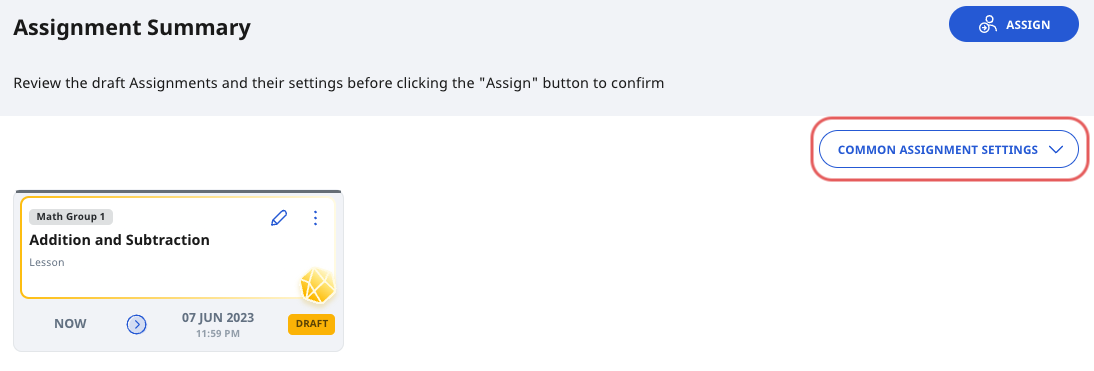 Assignment Summary
ASSIGN
Review the draft Assignments and their settings before clicking the "Assign" button to confirm
COMMON ASSIGNMENT SETTINGS
Math Group 1
Addition and Subtraction
Lesson
NOW
07 JUN 2023
11:59 PM
DRAFT